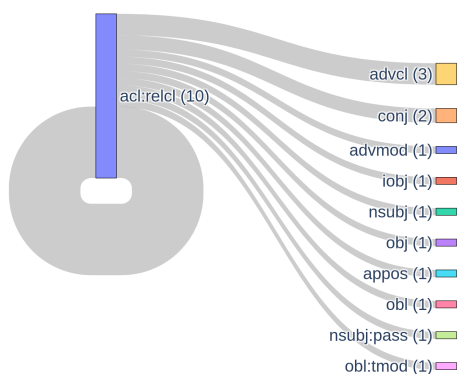 advcl (3)
acl:relcl (10)
conj (2)
advmod (1)
iobj (1)
nsubj (1)
obj (1)
appos (1)
obl (1)
nsubj:pass (1)
obl:tmod (1)